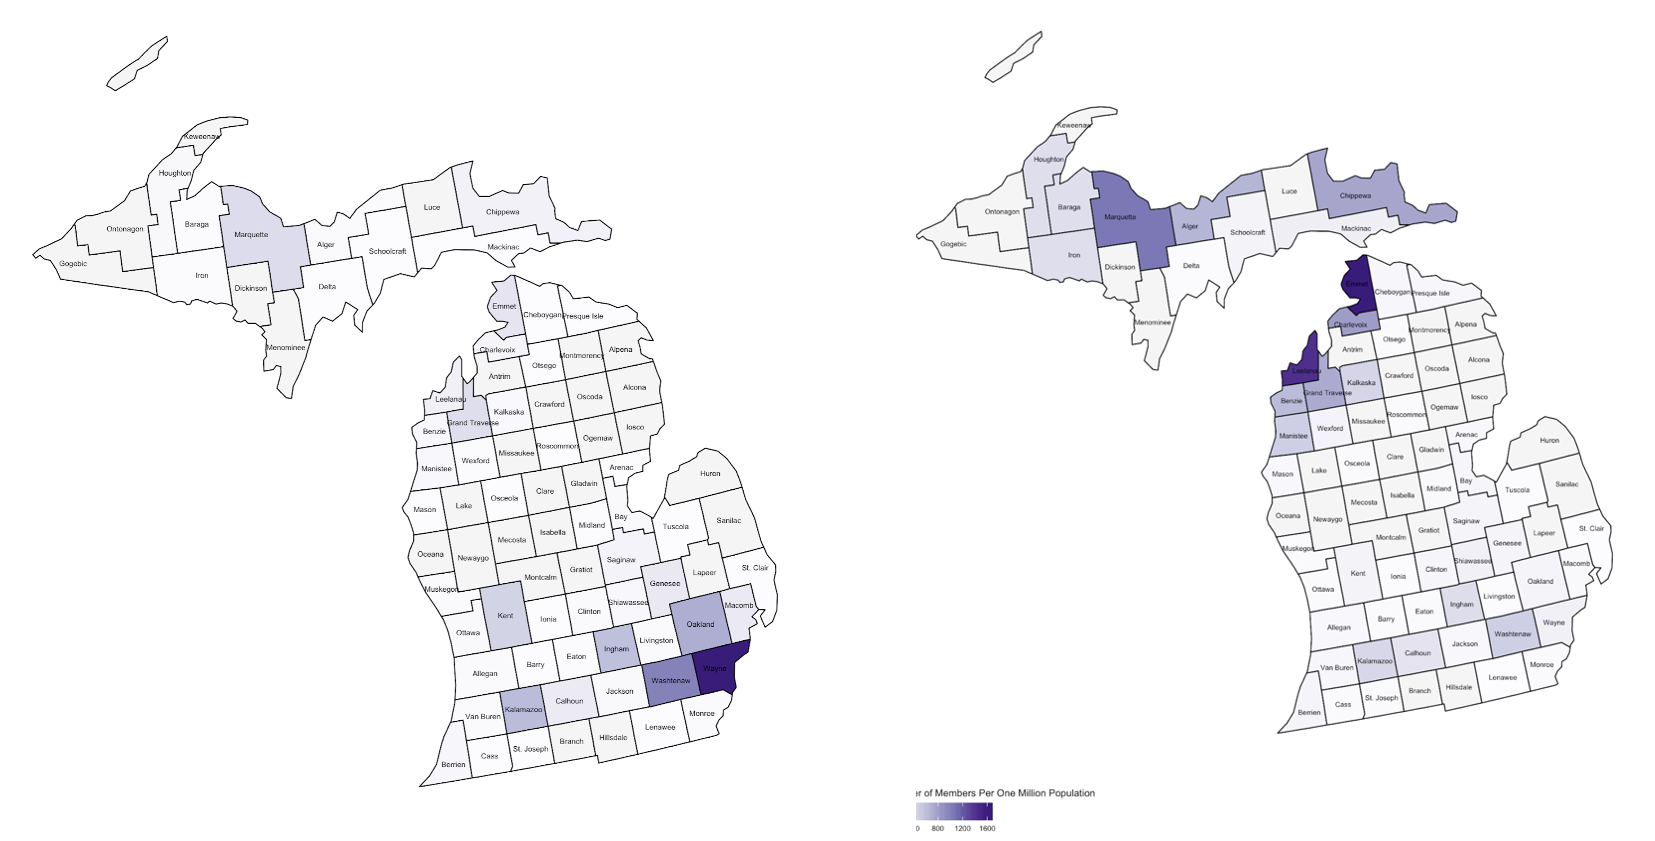 Keweenaw
Houghton
Ontonagon
Baraga
Marquette
Gogebic
Iron
Dickinson
Menominee
Alger
Delta
Schoolcraft
Luce
Chippewa
Mackinac
Emmet
Cheboygan
Presque Isle
Charlevoix
Antrim
Otsego
Montmorency
Alpena
Leelanau
Grand Traverse
Kalkaska
Crawford
Oscoda
Alcona
Benzie
Manistee
Wexford
Missaukee
Roscommon
Ogemaw
Iosco
Arenac
Mason
Lake
Osceola
Clare
Gladwin
Huron
Bay
Oceana
Newaygo
Mecosta
Isabella
Midland
Tuscola
Sanilac
Muskegon
Montcalm
Gratiot
Saginaw
Genesee
Lapeer
St. Clair
Ottawa
Kent
Ionia
Clinton
Shiawassee
Oakland
Macomb
Allegan
Barry
Eaton
Ingham
Livingston
Washtenaw
Wayne
Van Buren
Kalamazoo
Calhoun
Jackson
Berrien
Cass
St. Joseph
Branch
Hillsdale
Lenawee
Monroe
Keweenaw
Houghton
Ontonagon
Baraga
Marquette
Gogebic
Iron
Dickinson
Menominee
Alger
Delta
Schoolcraft
Luce
Chippewa
Mackinac
Emmet
Cheboygan
Presque Isle
Charlevoix
Antrim
Otsego
Montmorency
Alpena
Leelanau
Grand Traverse
Kalkaska
Crawford
Oscoda
Alcona
Benzie
Manistee
Wexford
Missaukee
Roscommon
Ogemaw
Iosco
Arenac
Mason
Lake
Osceola
Clare
Gladwin
Huron
Bay
Oceana
Newaygo
Mecosta
Isabella
Midland
Tuscola
Sanilac
Muskegon
Montcalm
Gratiot
Saginaw
Genesee
Lapeer
St. Clair
Ottawa
Kent
Ionia
Clinton
Shiawassee
Oakland
Macomb
Allegan
Barry
Eaton
Ingham
Livingston
Washtenaw
Wayne
Van Buren
Kalamazoo
Calhoun
Jackson
Berrien
Cass
St. Joseph
Branch
Hillsdale
Lenawee
Monroe
er of Members Per One Million Population
0 800 1200 1600